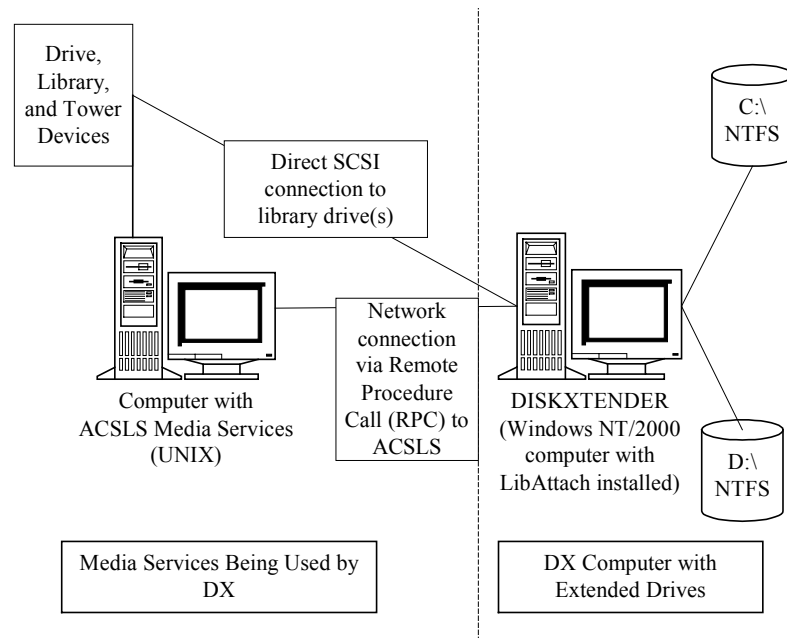 Drive,
Library,
and Tower
Devices
Direct SCSI
connection to
library drive(s)
C:\
NTFS
Network
connection
via Remote
Procedure
Call (RPC) to
ACSLS
Computer with
ACSLS Media Services
(UNIX)
DISKXTENDER
(Windows NT/2000
computer with
LibAttach installed)
D:\
NTFS
Media Services Being Used by
DX
DX Computer with
Extended Drives